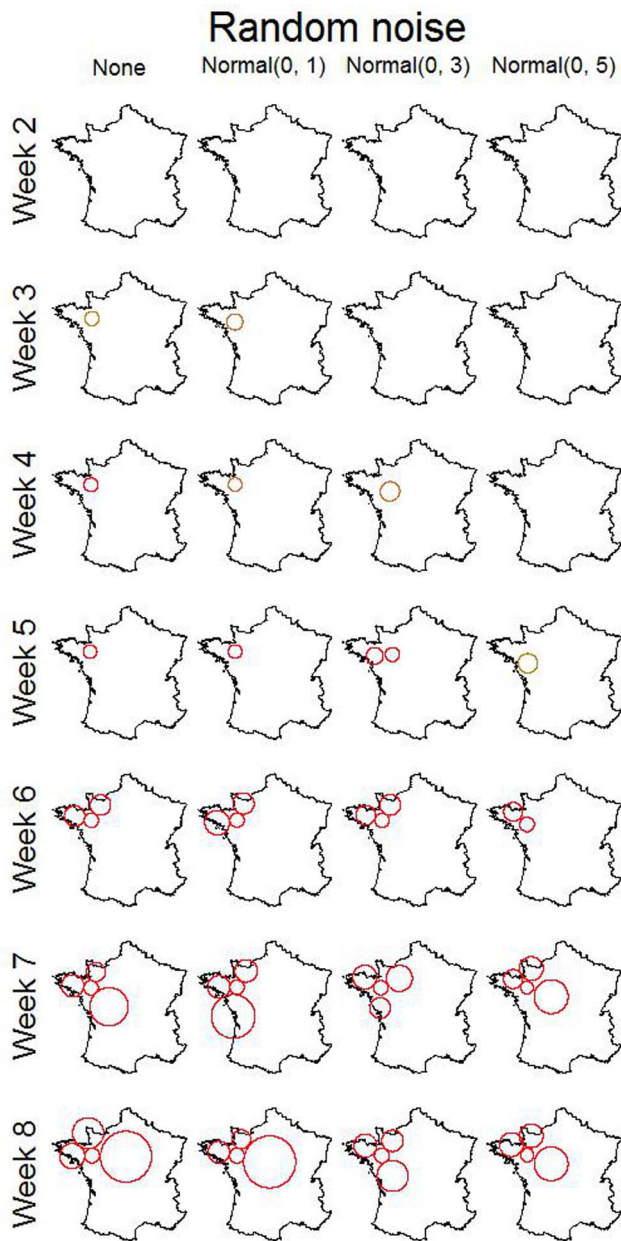 Random noise
None Normal(0, 1) Normal(0, 3) Normal(0, 5)
Week 2
Week 3
Week 4
Week 5
Week 6
Week 7
Week 8